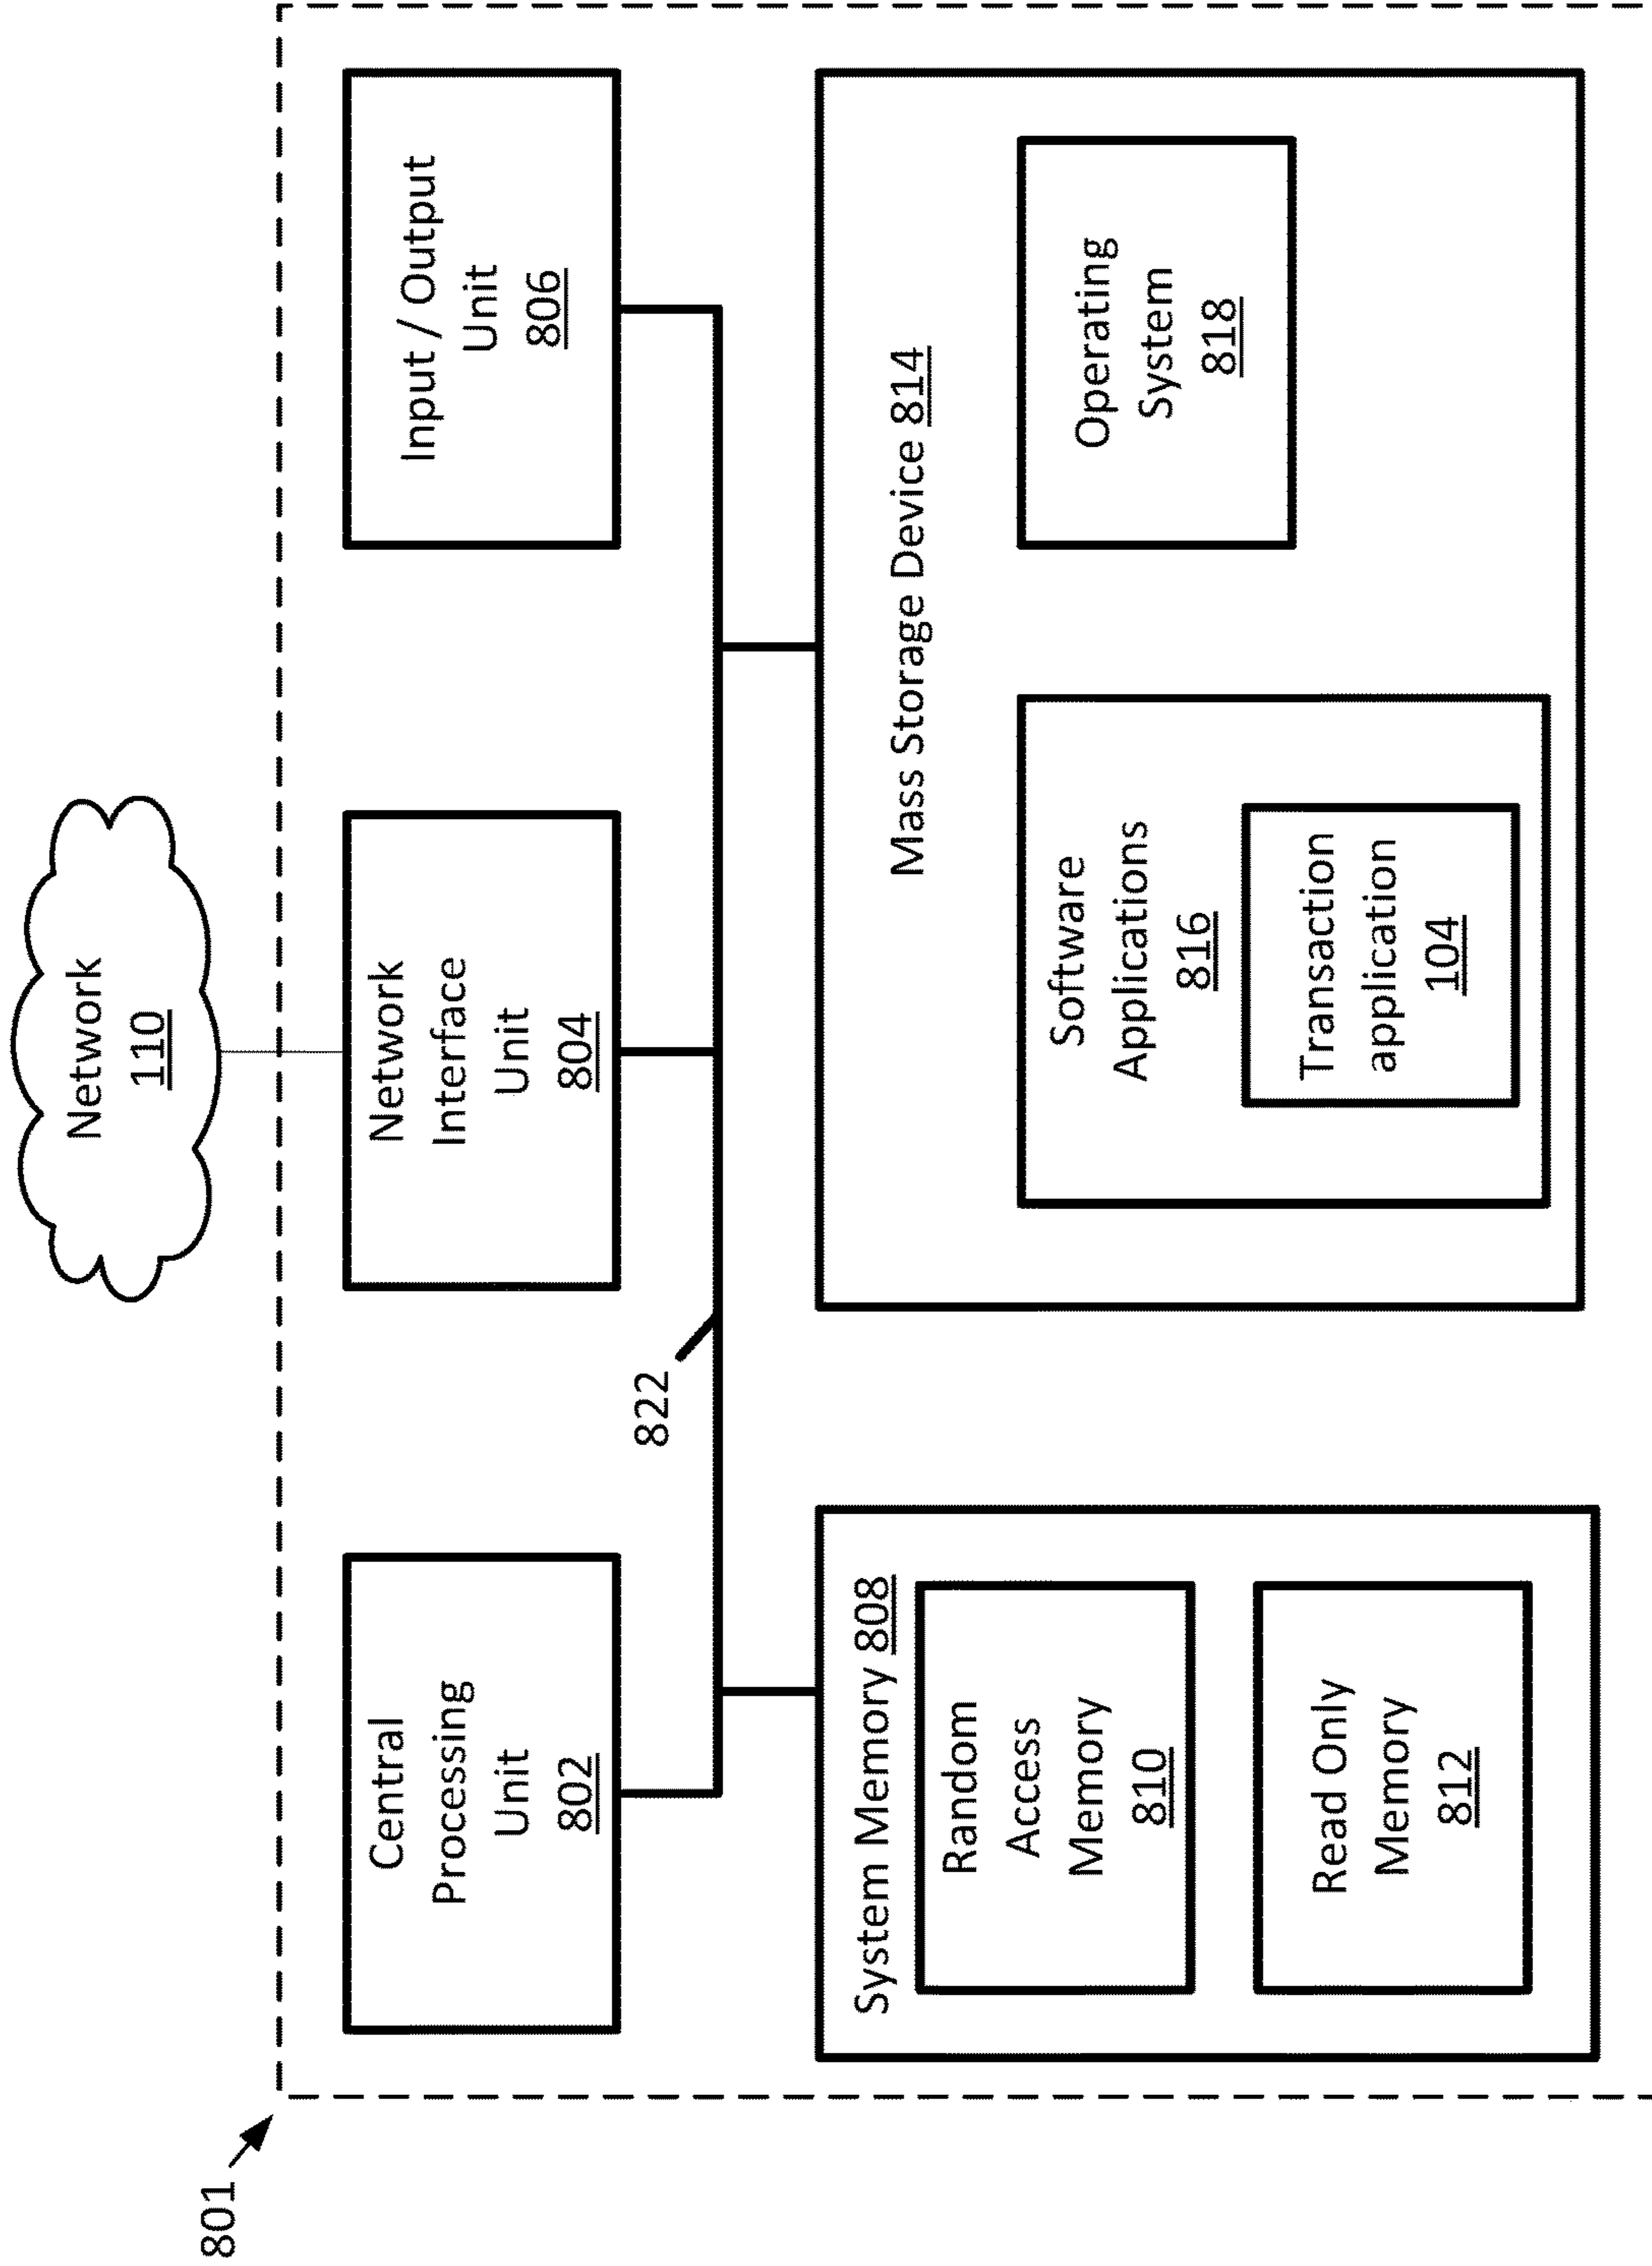 Network
110
801
Central
Processing
Unit
802
Network
Interface
Unit
804
Input / Output
Unit
806
822
System Memory 808
Random
Access
Memory
810
Read Only
Memory
812
Mass Storage Device 814
Software
Applications
816
Transaction
application
104
Operating
System
818